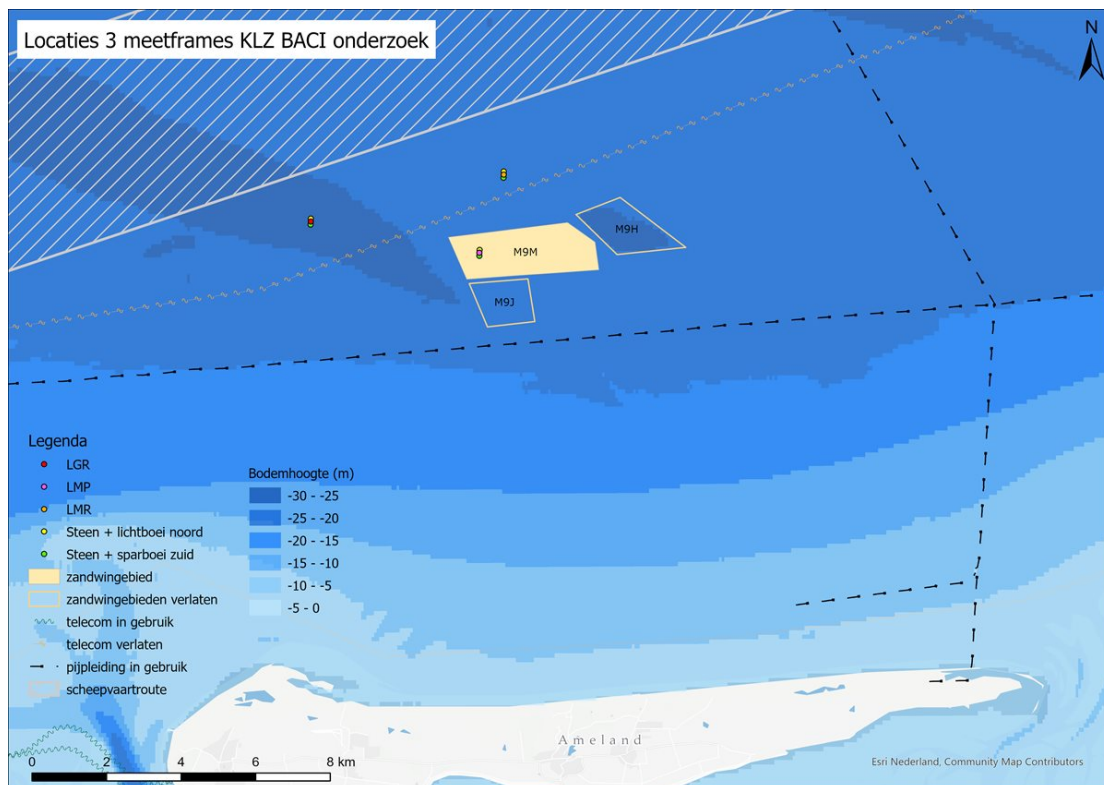 Locaties 3 meetframes KLZ BACI onderzoek
N
M9H
M9M
M9J
Legenda
LGR
LMP
LMR
Steen + lichtboei noord
Steen + sparboei zuid
zandwingebied
zandwingebieden verlaten
telecom in gebruik
telecom verlaten
pijpleiding in gebruik
scheepvaartroute
Bodemhoogte (m)
-30 - -25
-25 - -20
-20 - -15
-15 - -10
-10 - -5
-5 - 0
Ameland
0 2 4 6 8 km
Esri Nederland, Community Map Contributors